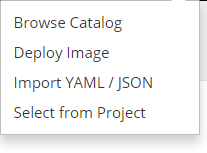 Browse Catalog
Deploy Image
Import YAML / JSON
Select from Project